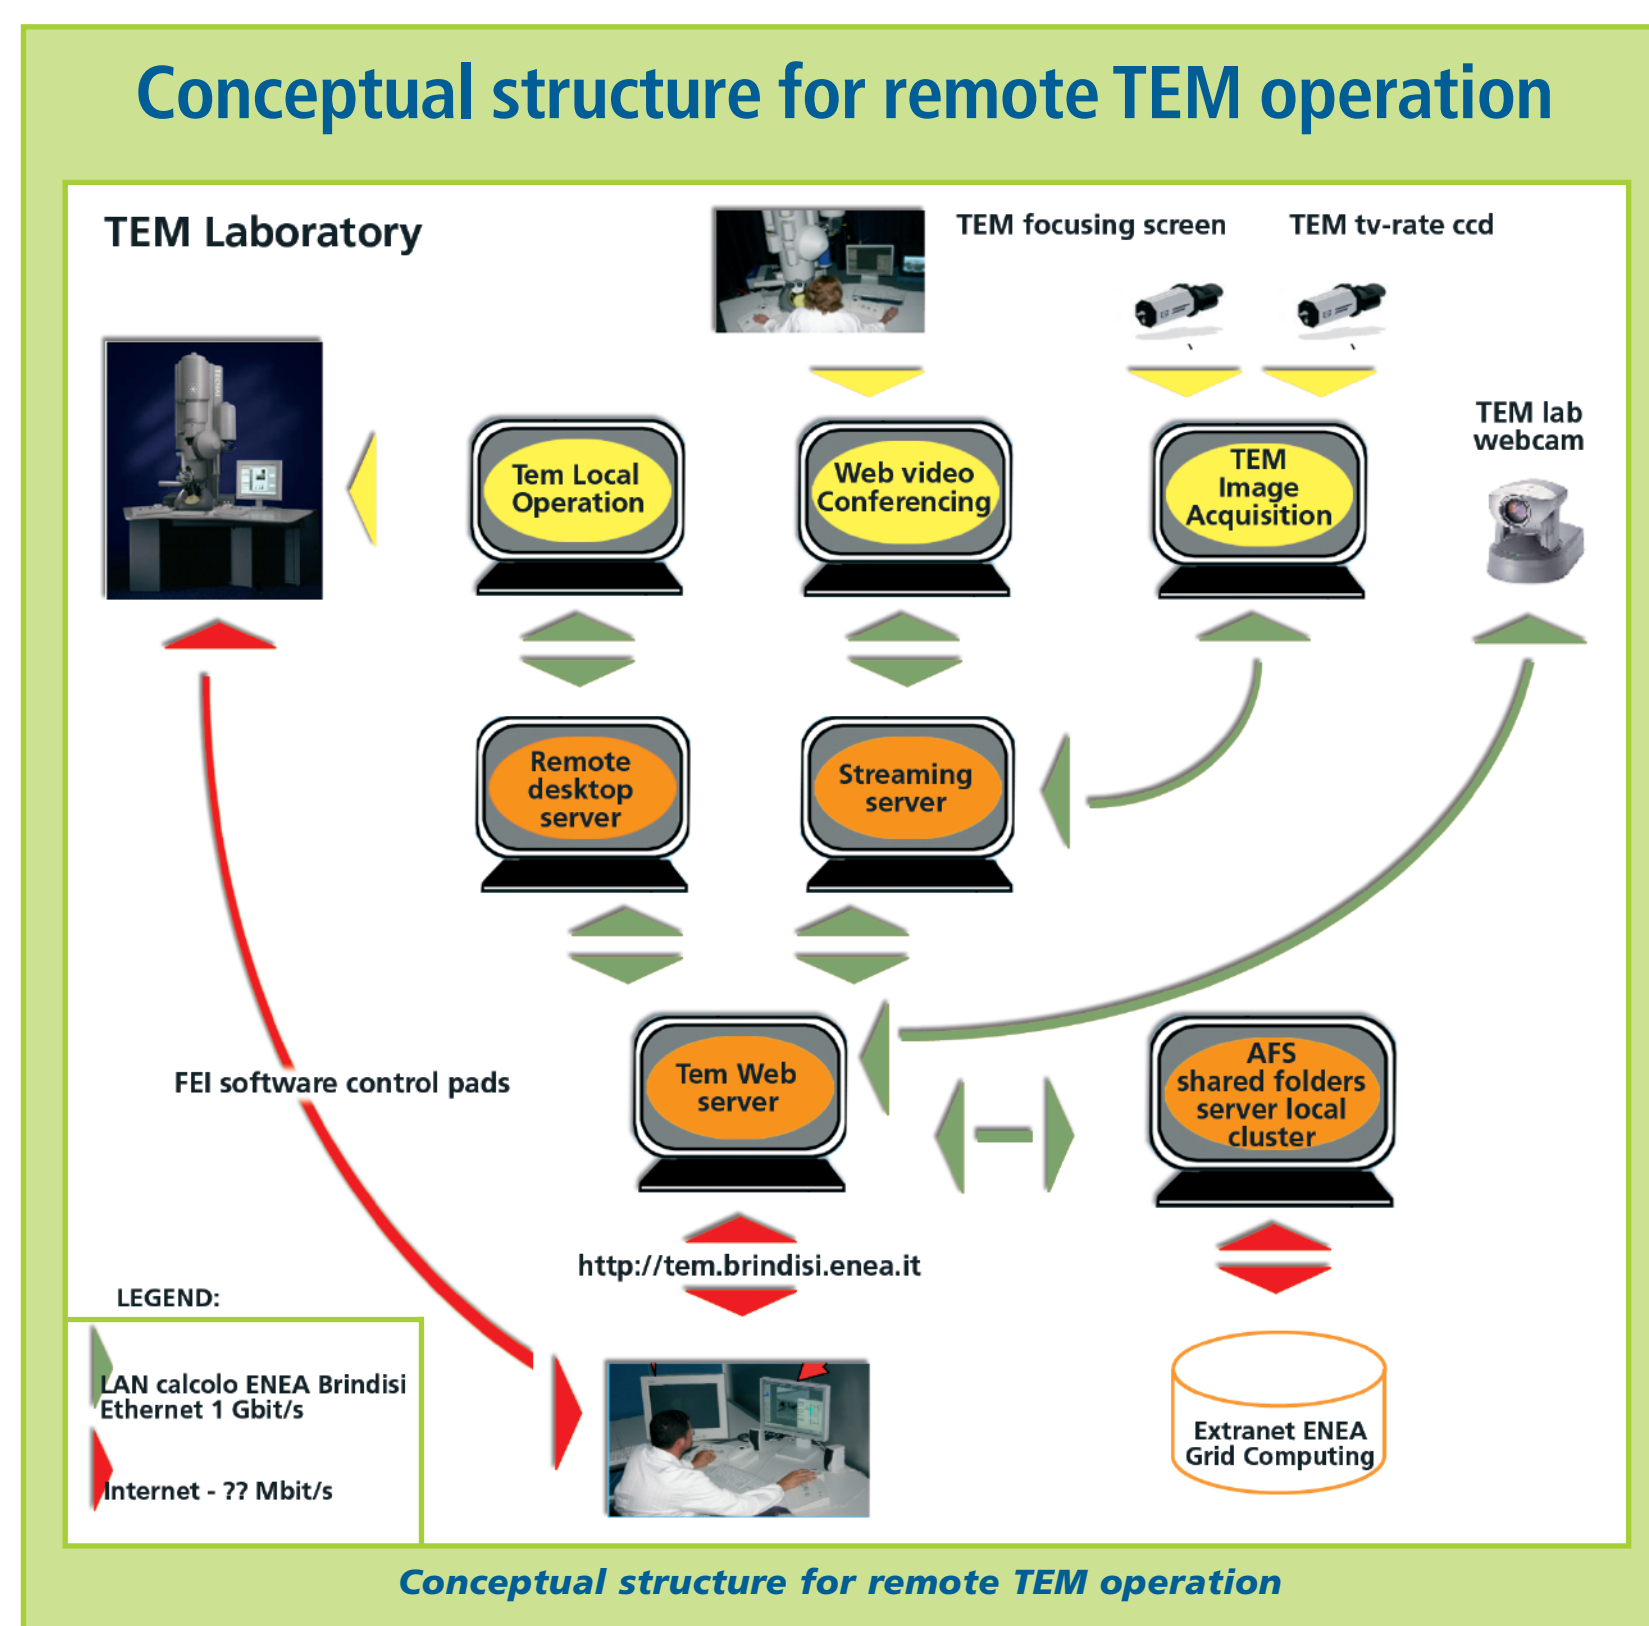 Conceptual structure for remote TEM operation
TEM Laboratory
TEM focusing screen
TEM tv-rate ccd
TEM lab
webcam
Tem Local
Operation
Web video
Conferencing
TEM
Image
Acquisition
Remote
desktop
server
Streaming
server
FEI software control pads
Tem Web
server
AFS
shared folders
server local
cluster
http://tem.brindisi.enea.it
LEGEND:
LAN calcolo ENEA Brindisi
Ethernet 1 Gbit/s
Internet - ?? Mbit/s
Extranet ENEA
Grid Computing
Conceptual structure for remote TEM operation